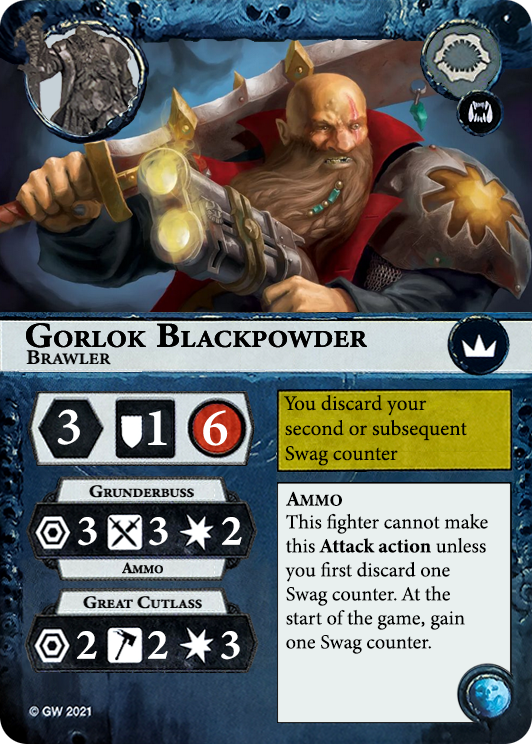 GORLOK BLACKPOWDER
BRAWLER
3 1 6
You discard your
second or subsequent
Swag counter
GRUNDERBUSS
3 3 2
AMMO
GREAT CUTLASS
2 2 3
AMMO
This fighter cannot make
this Attack action unless
you first discard one
Swag counter. At the
start of the game, gain
one Swag counter.
© GW 2021